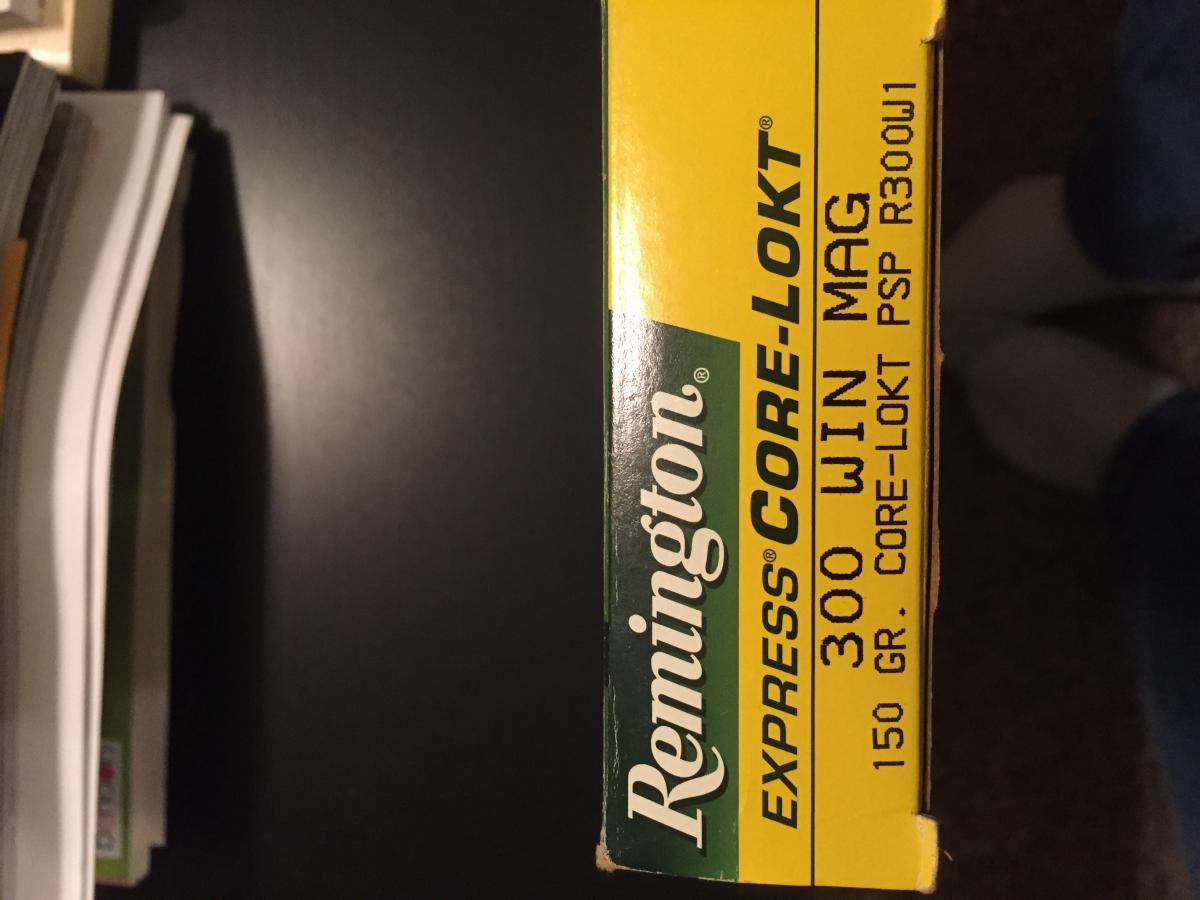 Remington®
EXPRESS® CORE-LOKT®
300 WIN MAG
150 GR. CORE-LOKT PSP R300W1